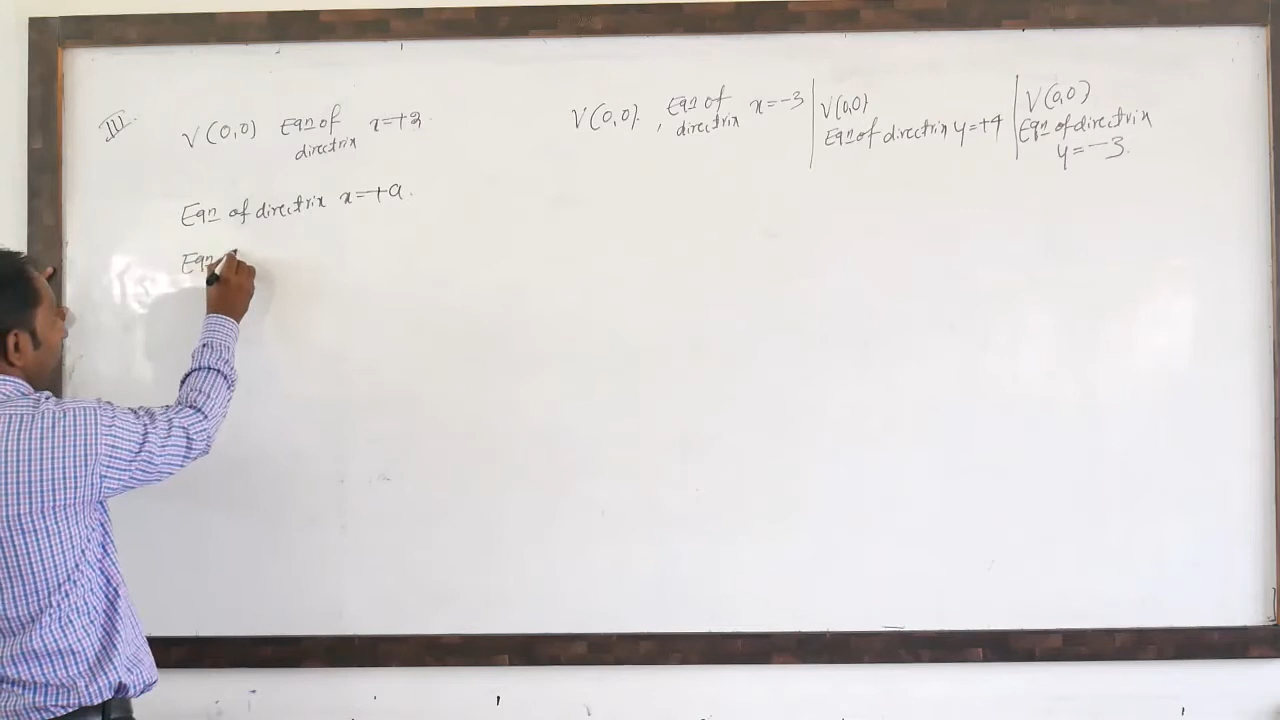 III
V(0,0) Eqn of
directrix x=+2.
Eqn of directrix x=+a.
Eqn
V(0,0), Eqn of
directrix x=-3
V(0,0)
Eqn of directrix y=+4
V(0,0)
Eqn of directrix
y=-3.